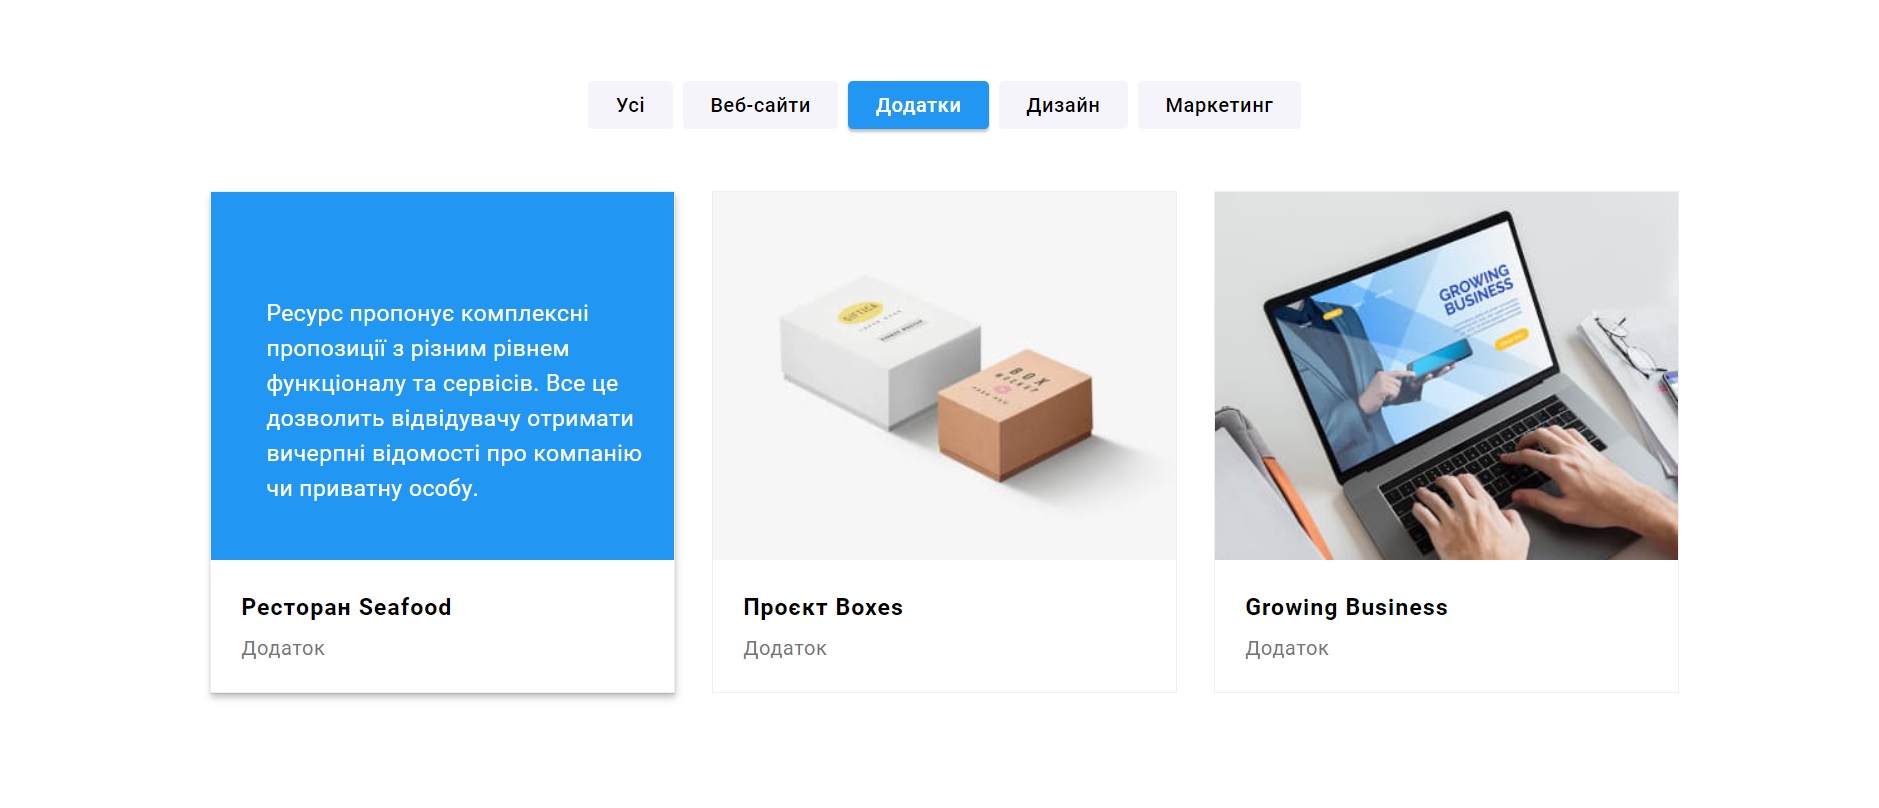 Усі
Веб-сайти
Додатки
Дизайн
Маркетинг
Ресурс пропонує комплексні
пропозиції з різним рівнем
функціоналу та сервісів. Все це
дозволить відвідувачу отримати
вичерпні відомості про компанію
чи приватну особу.
GIFTICA
BOX
GROWING
BUSINESS
Ресторан Seafood
Додаток
Проєкт Boxes
Додаток
Growing Business
Додаток